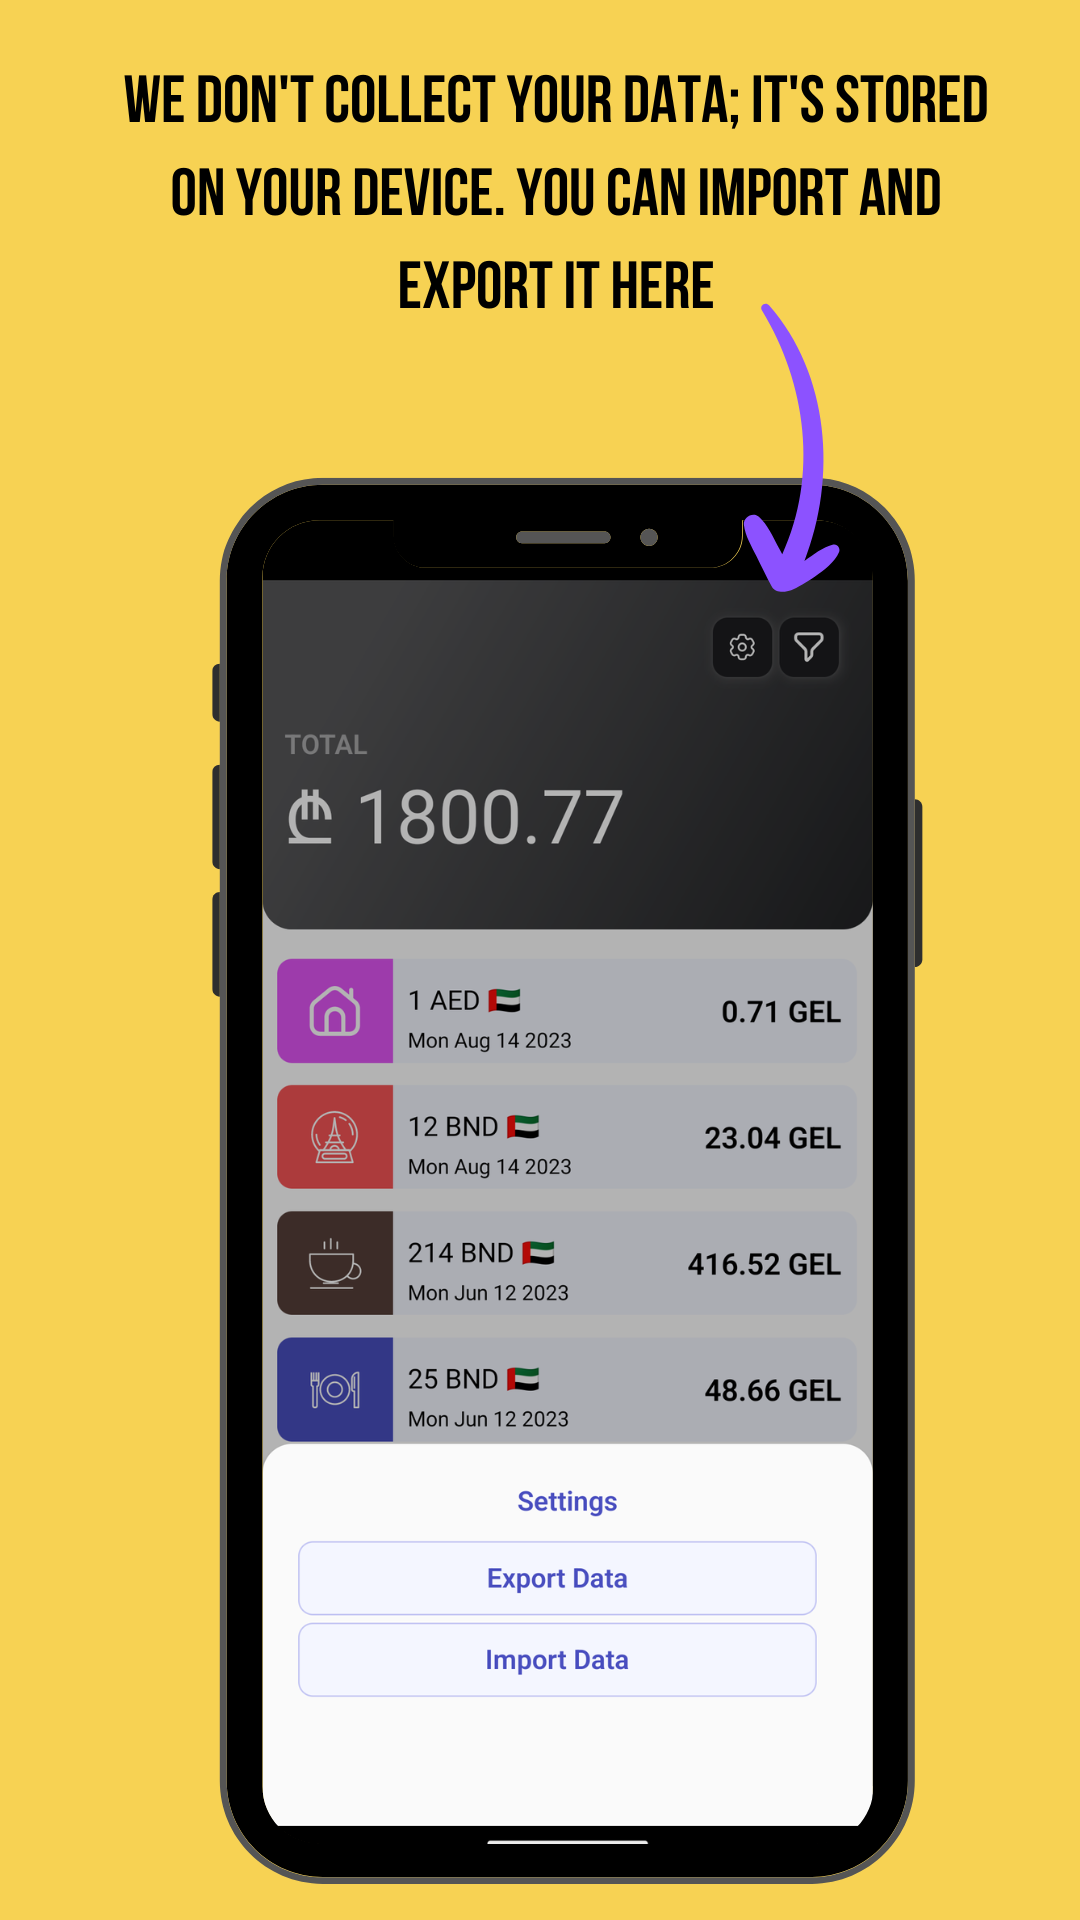 WE DON'T COLLECT YOUR DATA; IT'S STORED
ON YOUR DEVICE. YOU CAN IMPORT AND
EXPORT IT HERE
TOTAL
₾ 1800.77
1 AED 🇦🇪
0.71 GEL
Mon Aug 14 2023
12 BND 🇦🇪
23.04 GEL
Mon Aug 14 2023
214 BND 🇦🇪
416.52 GEL
Mon Jun 12 2023
25 BND 🇦🇪
48.66 GEL
Mon Jun 12 2023
Settings
Export Data
Import Data